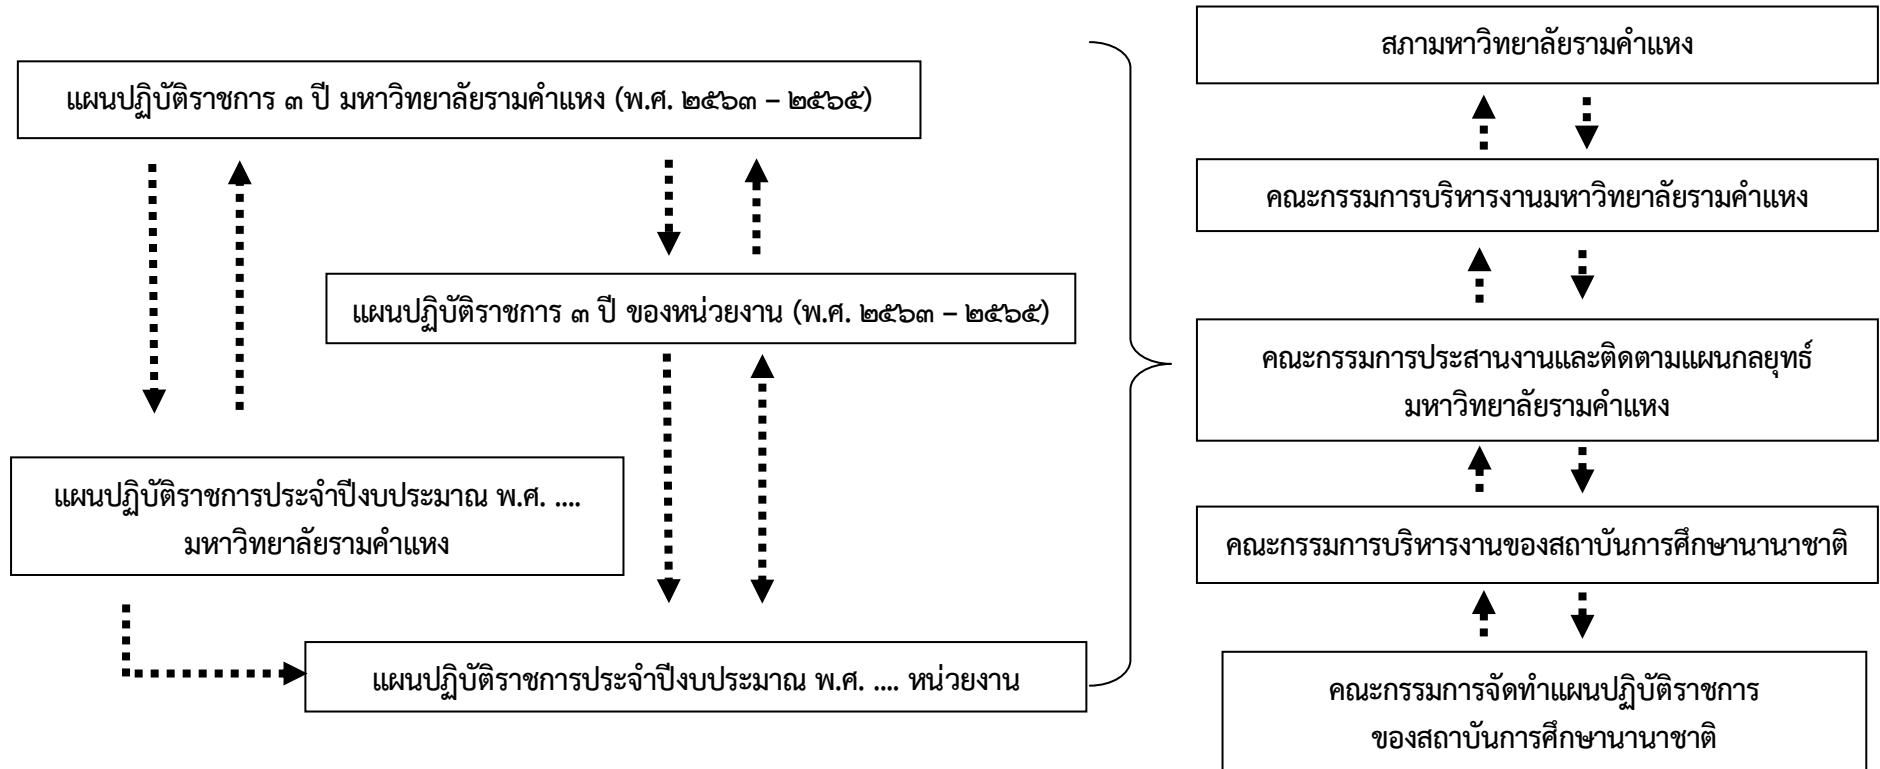 แผนปฏิบัติราชการ ๓ ปี มหาวิทยาลัยรามคำแหง (พ.ศ. ๒๕๖๓ – ๒๕๖๕)
แผนปฏิบัติราชการ ๓ ปี ของหน่วยงาน (พ.ศ. ๒๕๖๓ – ๒๕๖๕)
แผนปฏิบัติราชการประจำปีงบประมาณ พ.ศ. ....
มหาวิทยาลัยรามคำแหง
แผนปฏิบัติราชการประจำปีงบประมาณ พ.ศ. .... หน่วยงาน
สภามหาวิทยาลัยรามคำแหง
คณะกรรมการบริหารงานมหาวิทยาลัยรามคำแหง
คณะกรรมการประสานงานและติดตามแผนกลยุทธ์
มหาวิทยาลัยรามคำแหง
คณะกรรมการบริหารงานของสถาบันการศึกษานานาชาติ
คณะกรรมการจัดทำแผนปฏิบัติราชการ
ของสถาบันการศึกษานานาชาติ